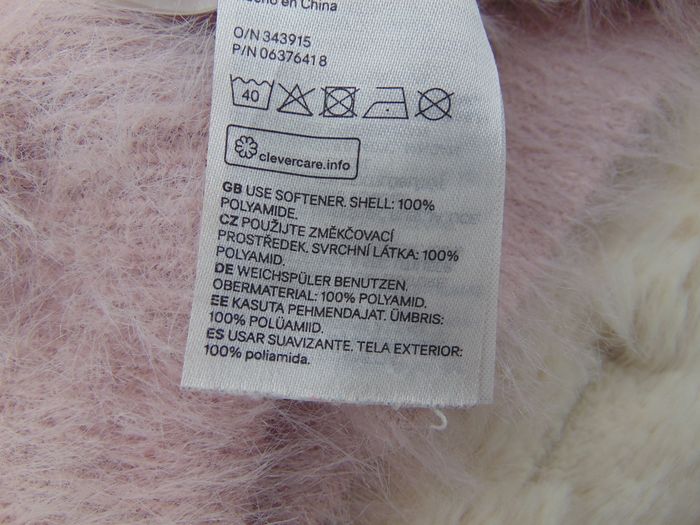 en China
O/N 343915
P/N 06376418
40
clevercare.info
GB USE SOFTENER. SHELL: 100%
POLYAMIDE.
CZ POUŽIJTE ZMĚKČOVACÍ
PROSTŘEDEK. SVRCHNÍ LÁTKA: 100%
POLYAMID.
DE WEICHSPÜLER BENUTZEN.
OBERMATERIAL: 100% POLYAMID.
EE KASUTA PEHMENDAJAT. ÜMBRIS:
100% POLÜAMIID.
ES USAR SUAVIZANTE. TELA EXTERIOR:
100% poliamida.